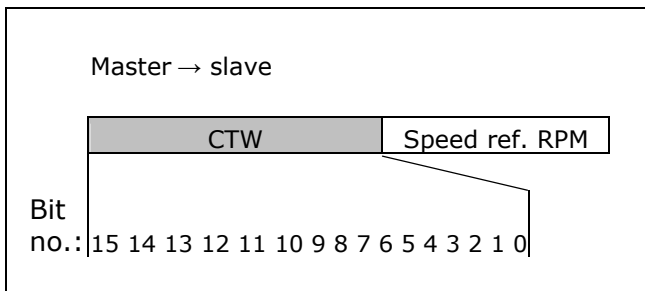 Master → slave
CTW Speed ref. RPM
Bit
no.: 15 14 13 12 11 10 9 8 7 6 5 4 3 2 1 0